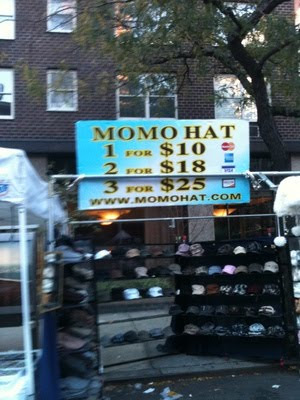 MOMO HAT
1 FOR $10
2 FOR $18
3 FOR $25
WWW.MOMOHAT.COM